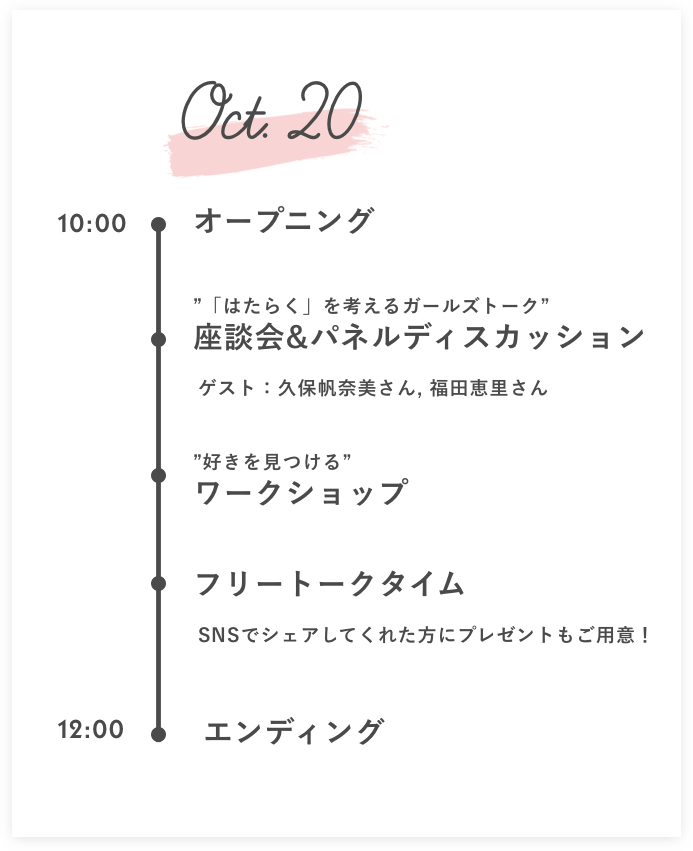 Oct. 20
10:00 オープニング
”「はたらく」を考えるガールズトーク”
座談会&パネルディスカッション
ゲスト：久保帆奈美さん, 福田恵里さん
”好きを見つける”
ワークショップ
フリートークタイム
SNSでシェアしてくれた方にプレゼントもご用意！
12:00 エンディング